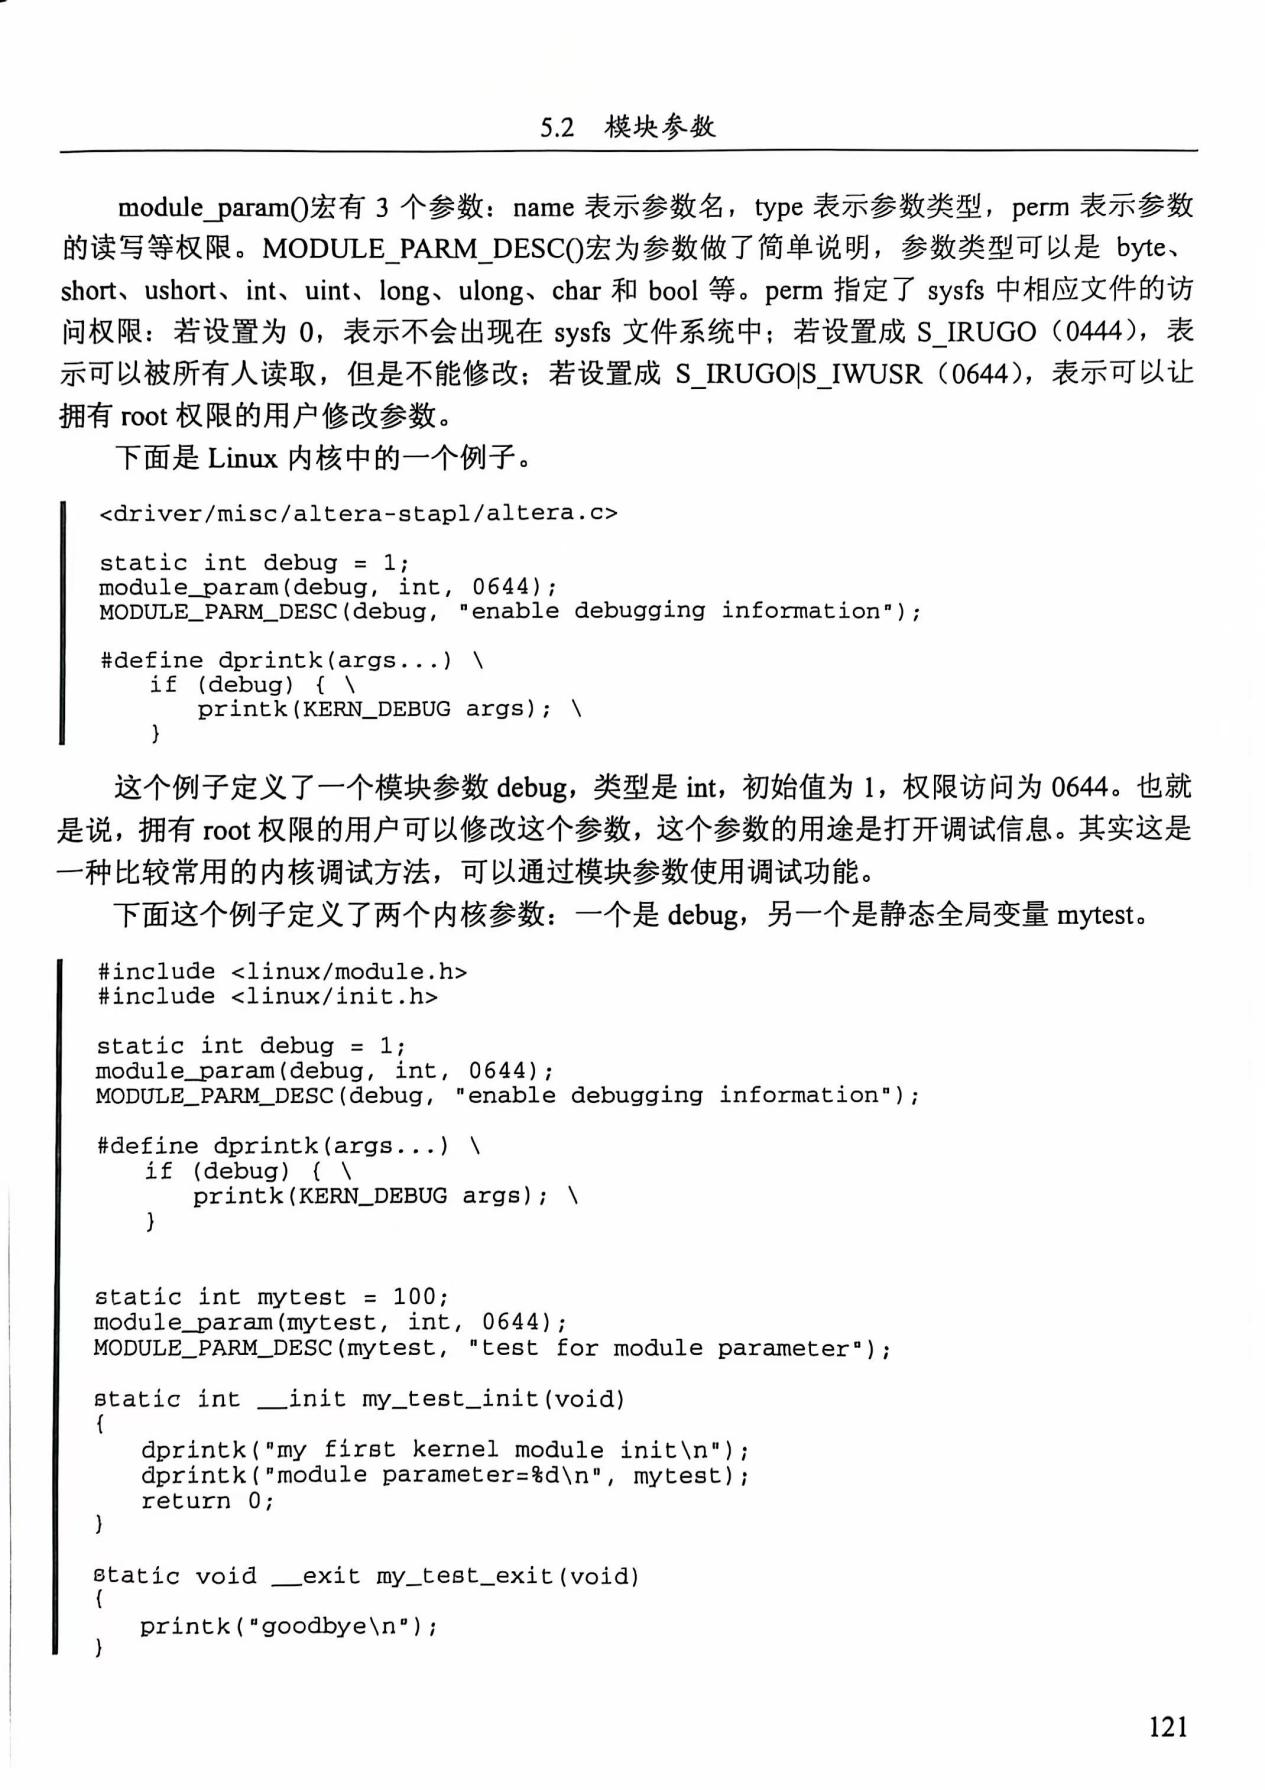 5.2 模块参数
module_param()宏有 3 个参数：name 表示参数名，type 表示参数类型，perm 表示参数
的读写等权限。MODULE_PARM_DESC()宏为参数做了简单说明，参数类型可以是 byte、
short、ushort、int、uint、long、ulong、char 和 bool 等。perm 指定了 sysfs 中相应文件的访
问权限：若设置为 0，表示不会出现在 sysfs 文件系统中；若设置成 S_IRUGO（0444），表
示可以被所有人读取，但是不能修改；若设置成 S_IRUGO|S_IWUSR（0644），表示可以让
拥有 root 权限的用户修改参数。
下面是 Linux 内核中的一个例子。
<driver/misc/altera-stapl/altera.c>
static int debug = 1;
module_param(debug, int, 0644);
MODULE_PARM_DESC(debug, "enable debugging information");
#define dprintk(args...) \
if (debug) { \
printk(KERN_DEBUG args); \
}
这个例子定义了一个模块参数 debug，类型是 int，初始值为 1，权限访问为 0644。也就
是说，拥有 root 权限的用户可以修改这个参数，这个参数的用途是打开调试信息。其实这是
一种比较常用的内核调试方法，可以通过模块参数使用调试功能。
下面这个例子定义了两个内核参数：一个是 debug，另一个是静态全局变量 mytest。
#include <linux/module.h>
#include <linux/init.h>
static int debug = 1;
module_param(debug, int, 0644);
MODULE_PARM_DESC(debug, "enable debugging information");
#define dprintk(args...) \
if (debug) { \
printk(KERN_DEBUG args); \
}
static int mytest = 100;
module_param(mytest, int, 0644);
MODULE_PARM_DESC(mytest, "test for module parameter");
static int __init my_test_init(void)
{
dprintk("my first kernel module init\n");
dprintk("module parameter=%d\n", mytest);
return 0;
}
static void __exit my_test_exit(void)
{
printk("goodbye\n");
}
121